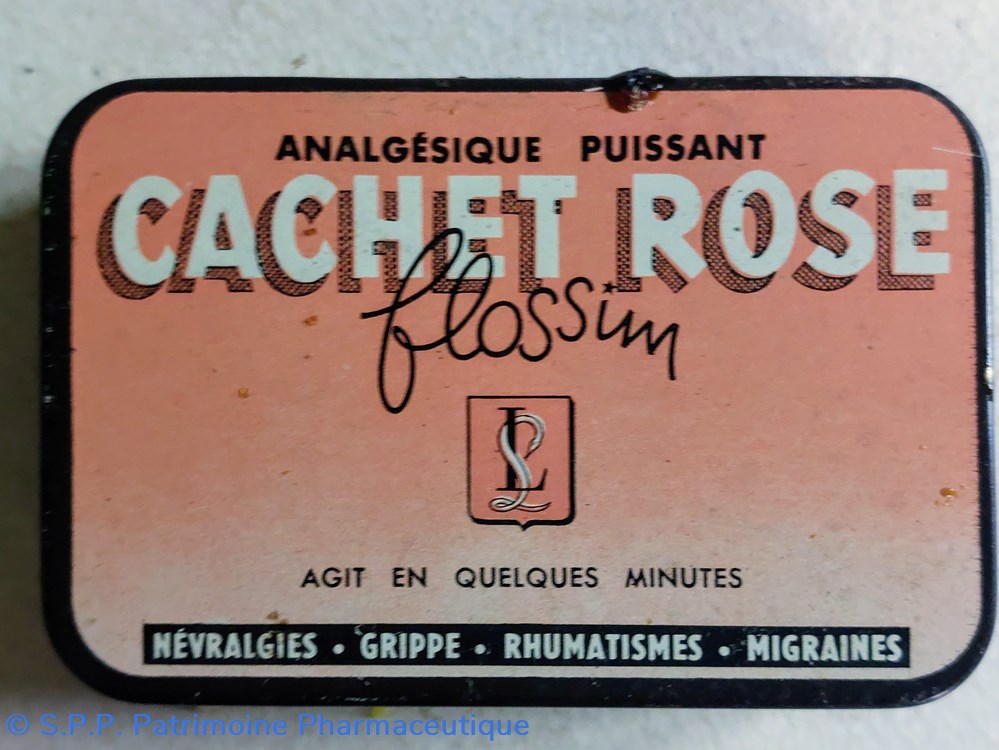 ANALGÉSIQUE PUISSANT
CACHET ROSE
flossim
LS
AGIT EN QUELQUES MINUTES
NÉVRALGIES • GRIPPE • RHUMATISMES • MIGRAINES
© S.P.P. Patrimoine Pharmaceutique